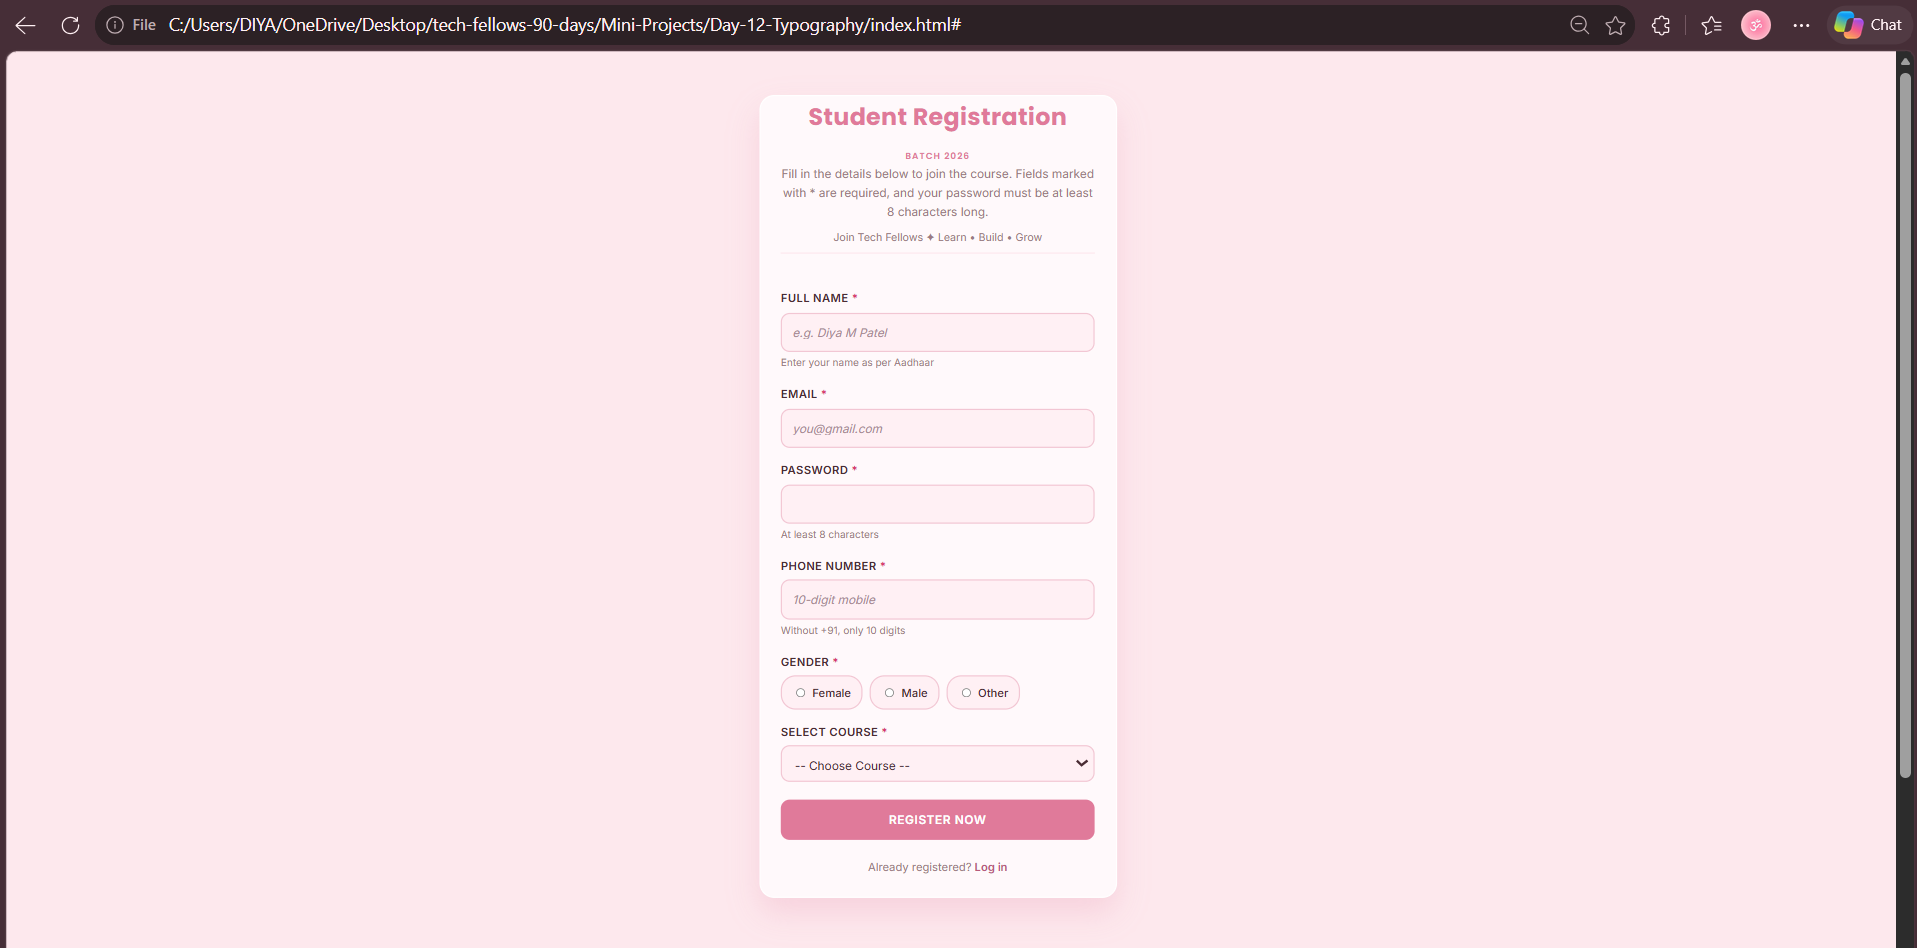 File C:/Users/DIYA/OneDrive/Desktop/tech-fellows-90-days/Mini-Projects/Day-12-Typography/index.html#
Chat
Student Registration
BATCH 2026
Fill in the details below to join the course. Fields marked
with * are required, and your password must be at least
8 characters long.
Join Tech Fellows ✦ Learn • Build • Grow
FULL NAME *
e.g. Diya M Patel
Enter your name as per Aadhaar
EMAIL *
you@gmail.com
PASSWORD *
At least 8 characters
PHONE NUMBER *
10-digit mobile
Without +91, only 10 digits
GENDER *
Female Male Other
SELECT COURSE *
-- Choose Course --
REGISTER NOW
Already registered? Log in